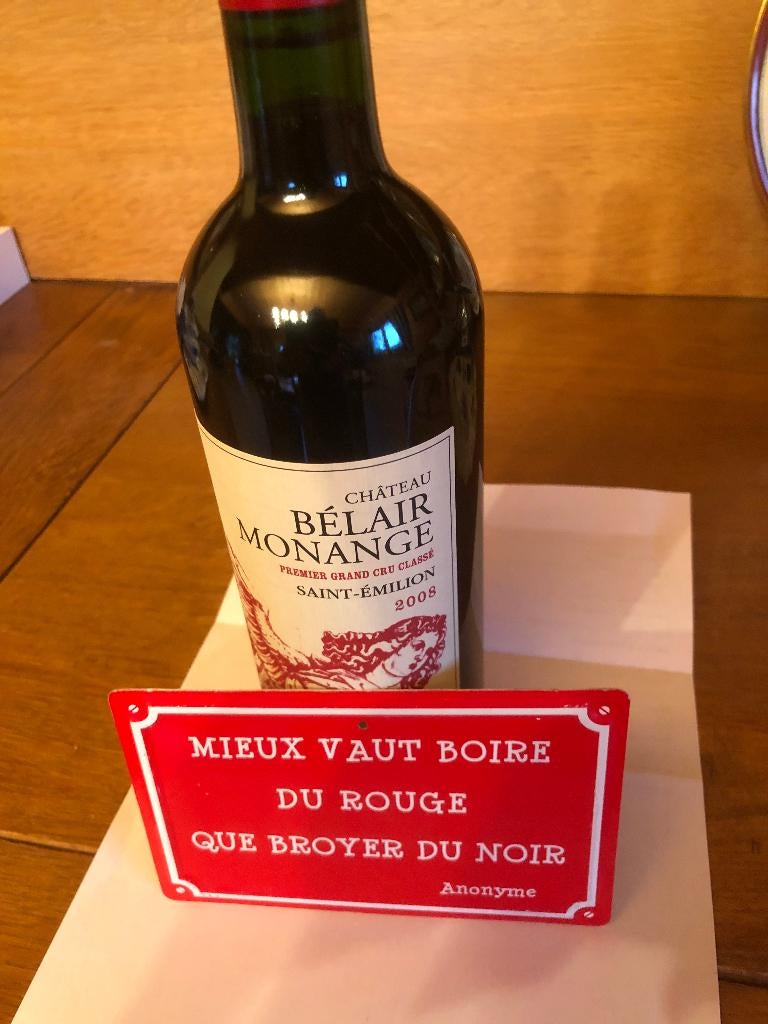 CHÂTEAU
BÉLAIR
MONANGE
PREMIER GRAND CRU CLASSÉ
SAINT-ÉMILION
2008
MIEUX VAUT BOIRE
DU ROUGE
QUE BROYER DU NOIR
Anonyme